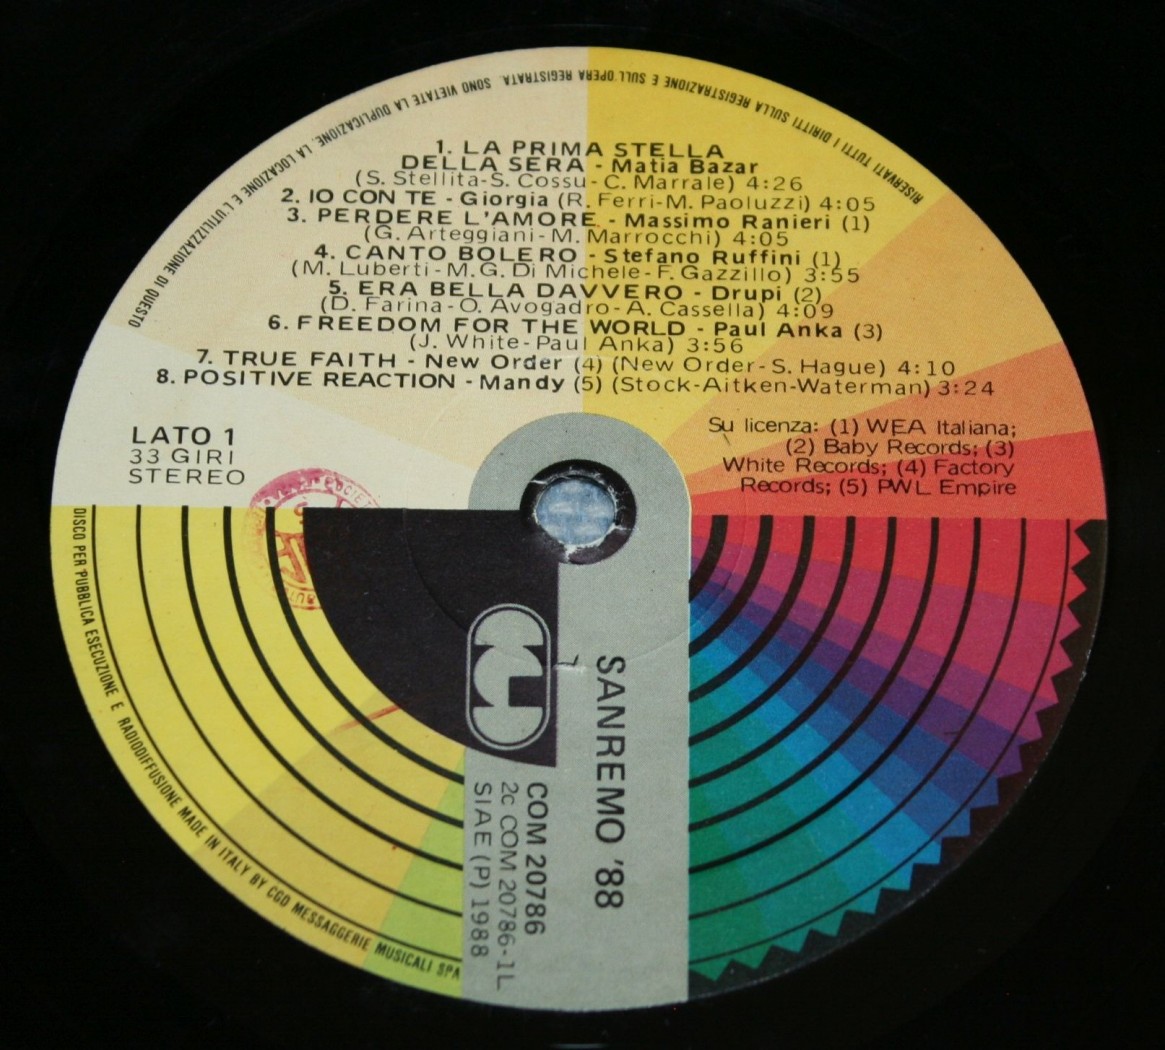 RISERVATI TUTTI I DIRITTI SULLA REGISTRAZIONE E SULL'OPERA REGISTRATA. SONO VIETATE LA DUPLICAZIONE, LA LOCAZIONE E L'UTILIZZAZIONE DI QUESTO
1. LA PRIMA STELLA
DELLA SERA - Matia Bazar
(S. Stellita-S. Cossu-C. Marrale) 4:26
2. IO CON TE - Giorgia (R. Ferri-M. Paoluzzi) 4:05
3. PERDERE L'AMORE - Massimo Ranieri (1)
(G. Arteggiani-M. Marrocchi) 4:05
4. CANTO BOLERO - Stefano Ruffini (1)
(M. Luberti-M.G. Di Michele-F. Gazzillo) 3:55
5. ERA BELLA DAVVERO - Drupi (2)
(D. Farina-O. Avogadro-A. Cassella) 4:09
6. FREEDOM FOR THE WORLD - Paul Anka (3)
(J. White-Paul Anka) 3:56
7. TRUE FAITH - New Order (4) (New Order-S. Hague) 4:10
8. POSITIVE REACTION - Mandy (5) (Stock-Aitken-Waterman) 3:24
LATO 1
33 GIRI
STEREO
Su licenza: (1) WEA Italiana;
(2) Baby Records; (3)
White Records; (4) Factory
Records; (5) PWL Empire
DISCO PER PUBBLICA ESECUZIONE E RADIODIFFUSIONE MADE IN ITALY BY CGD MESSAGGERIE MUSICALI SPA
SANREMO '88
COM 20786
2c COM 20786-1L
SIAE (P) 1988